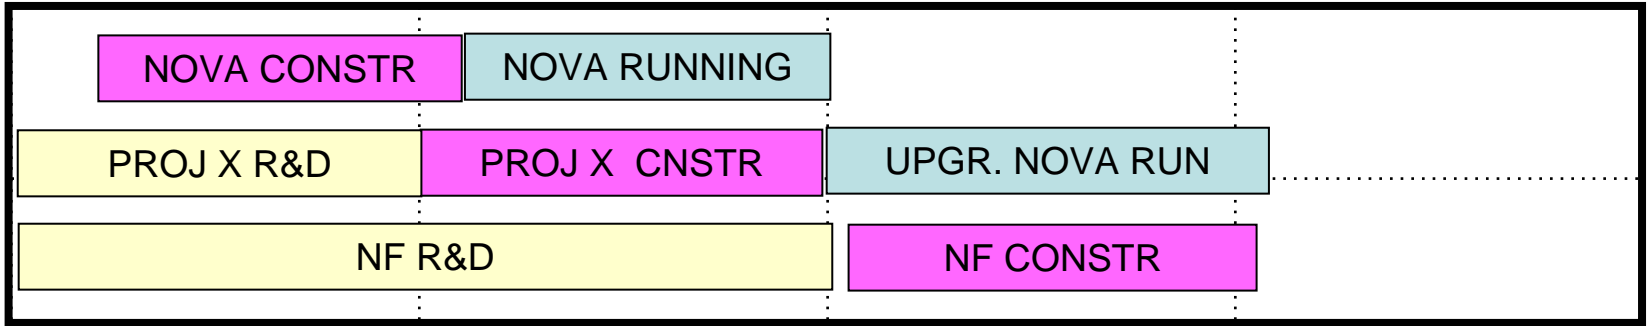 NOVA CONSTR
NOVA RUNNING
PROJ X R&D
PROJ X CNSTR
UPGR. NOVA RUN
NF R&D
NF CONSTR